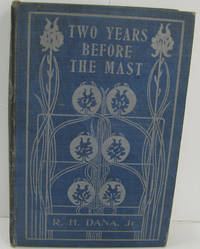 TWO YEARS
BEFORE
THE MAST
R. H. DANA, Jr.